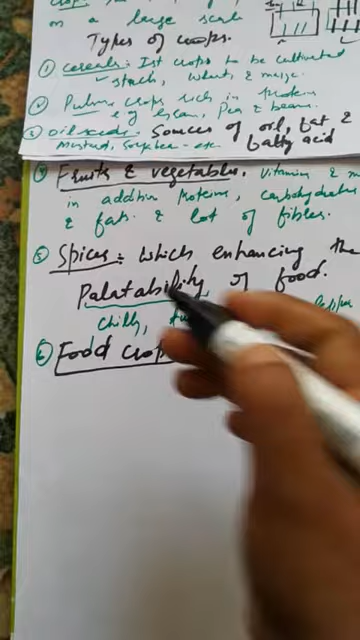 on a large scale
Types of crops.
① cereals: Ist crops to be cultivated
starch, wheat & maize.
② Pulses crops rich in protein
e.g. Gram, Pea & bean.
③ oil seeds. Sources of oil, fat &
Mustard, Soyabean - etc. fatty acid
④ Fruits & vegetables. vitamins & m
in addition proteins, carbohydrates
& fats. & lot of fibres.
⑤ Spices: which enhancing the
Palatability of food.
chilly,
⑥ Food crop